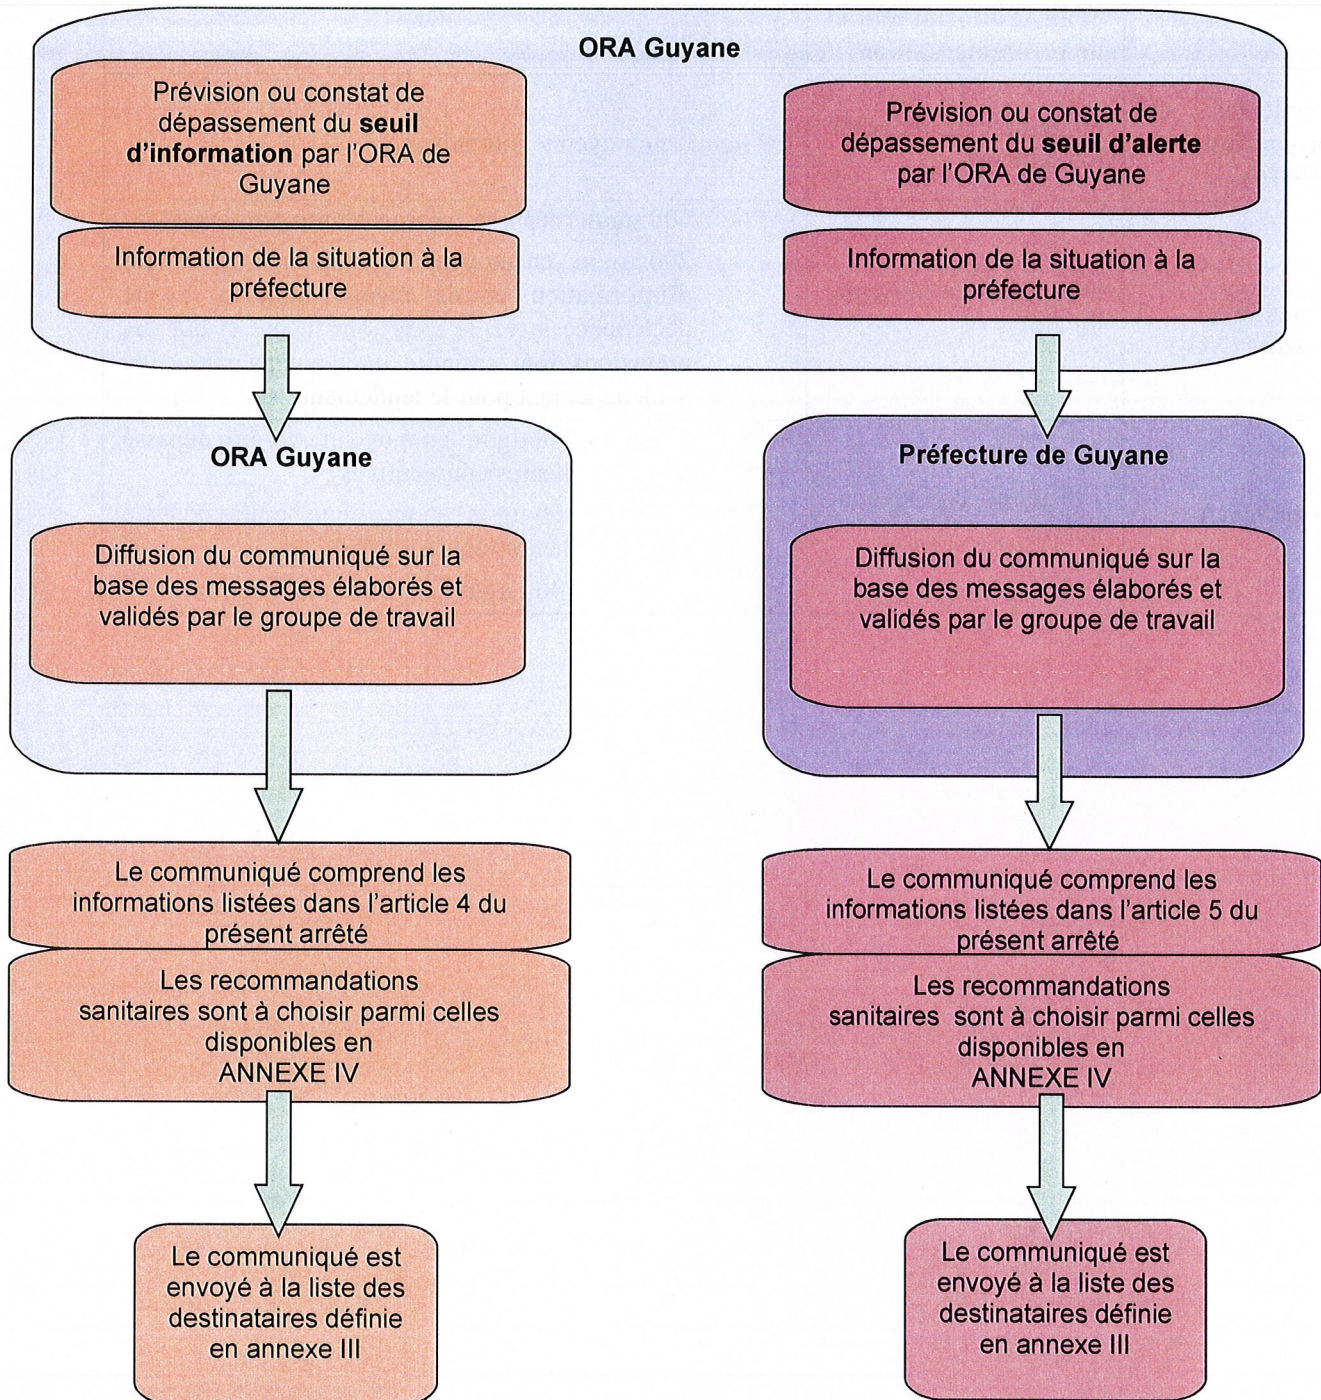 ORA Guyane
Prévision ou constat de
dépassement du seuil
d'information par l'ORA de
Guyane
Information de la situation à la
préfecture
Prévision ou constat de
dépassement du seuil d'alerte
par l'ORA de Guyane
Information de la situation à la
préfecture
ORA Guyane
Diffusion du communiqué sur la
base des messages élaborés et
validés par le groupe de travail
Préfecture de Guyane
Diffusion du communiqué sur la
base des messages élaborés et
validés par le groupe de travail
Le communiqué comprend les
informations listées dans l'article 4 du
présent arrêté
Les recommandations
sanitaires sont à choisir parmi celles
disponibles en
ANNEXE IV
Le communiqué comprend les
informations listées dans l'article 5 du
présent arrêté
Les recommandations
sanitaires sont à choisir parmi celles
disponibles en
ANNEXE IV
Le communiqué est
envoyé à la liste des
destinataires définie
en annexe III
Le communiqué est
envoyé à la liste des
destinataires définie
en annexe III